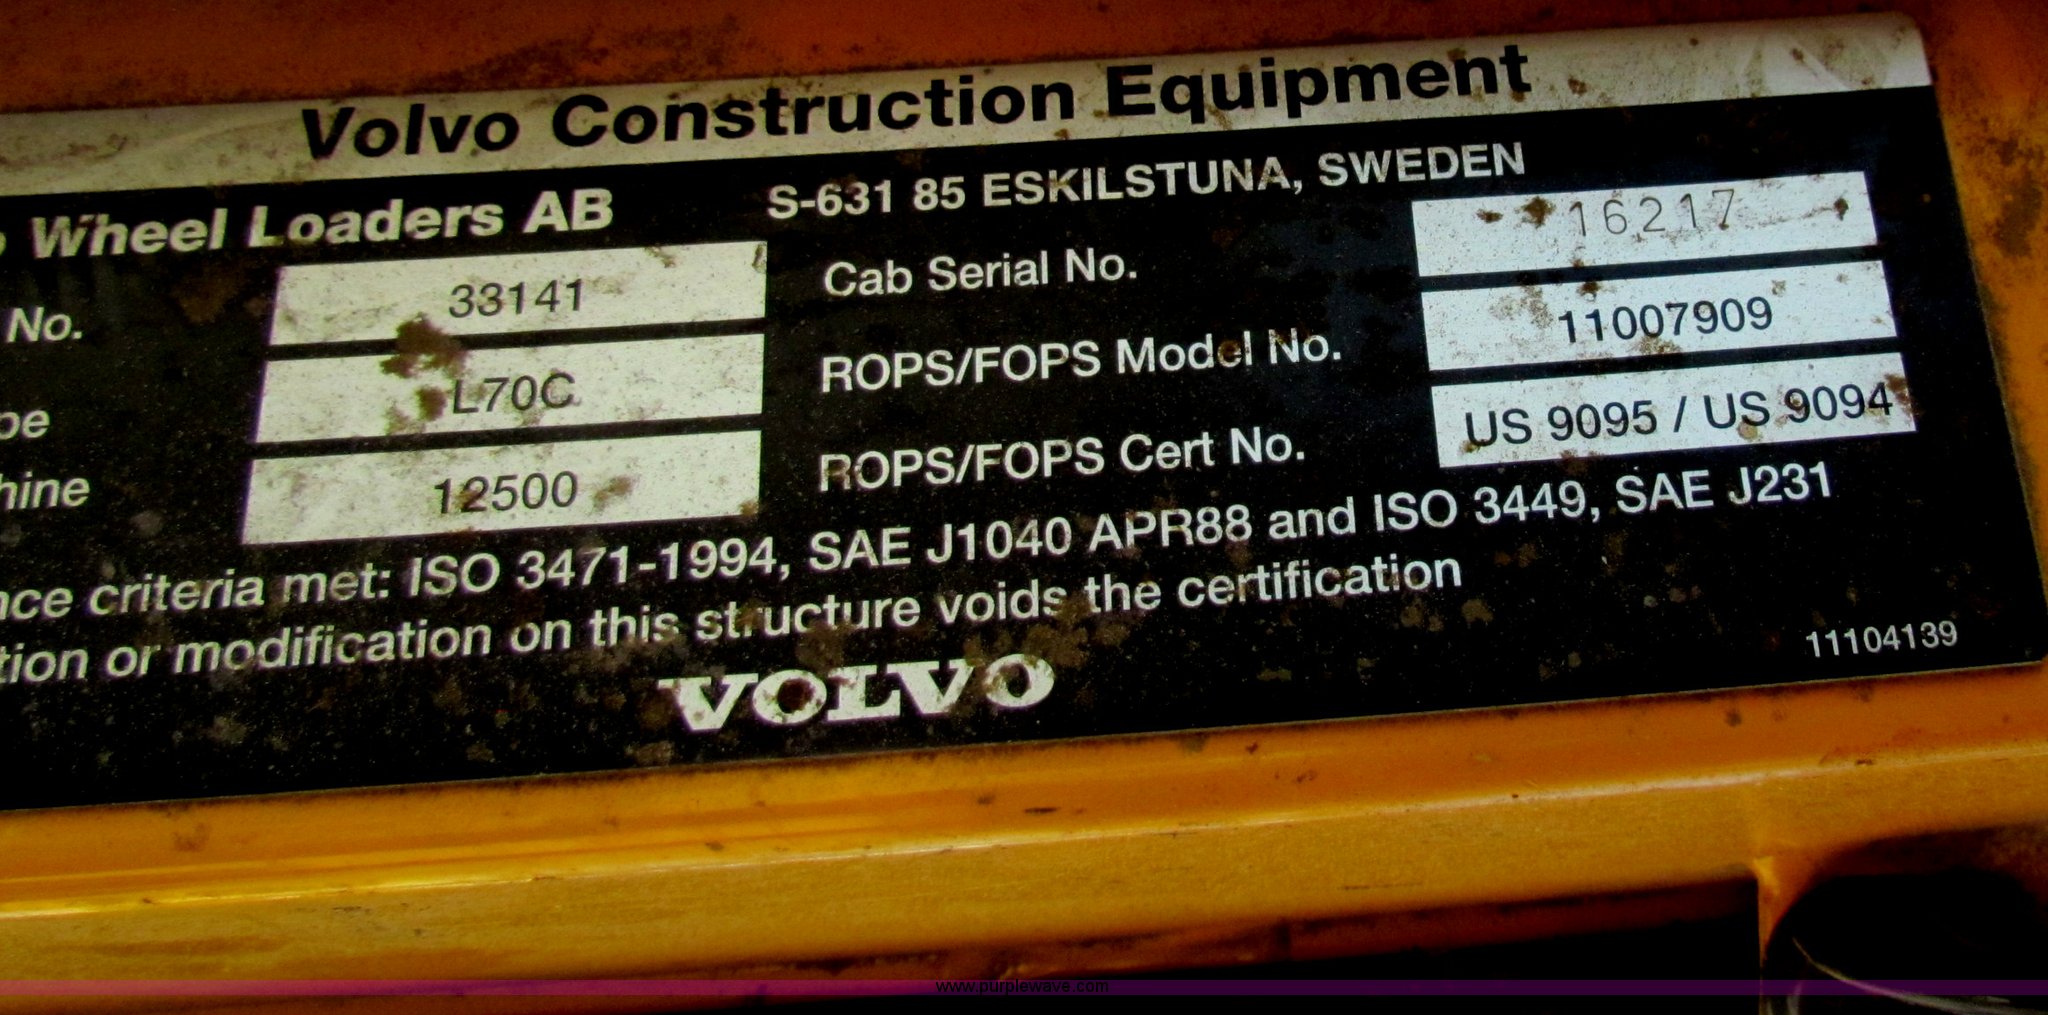 Volvo Construction Equipment
Wheel Loaders AB S-631 85 ESKILSTUNA, SWEDEN
No. 33141 Cab Serial No. 16217
L70C ROPS/FOPS Model No. 11007909
12500 ROPS/FOPS Cert No. US 9095 / US 9094
criteria met: ISO 3471-1994, SAE J1040 APR88 and ISO 3449, SAE J231
or modification on this structure voids the certification
VOLVO
11104139
www.purplewave.com